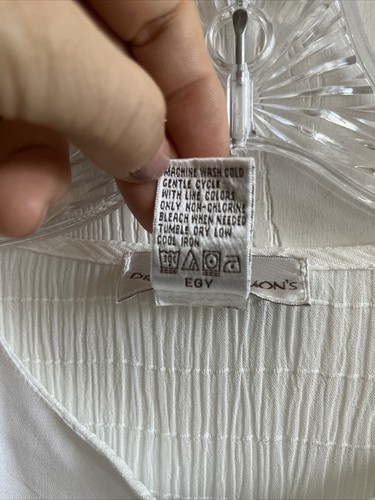 MACHINE WASH COLD
GENTLE CYCLE
WITH LIKE COLORS
ONLY NON-CHLORINE
BLEACH WHEN NEEDED
TUMBLE DRY LOW
COOL IRON
EGY